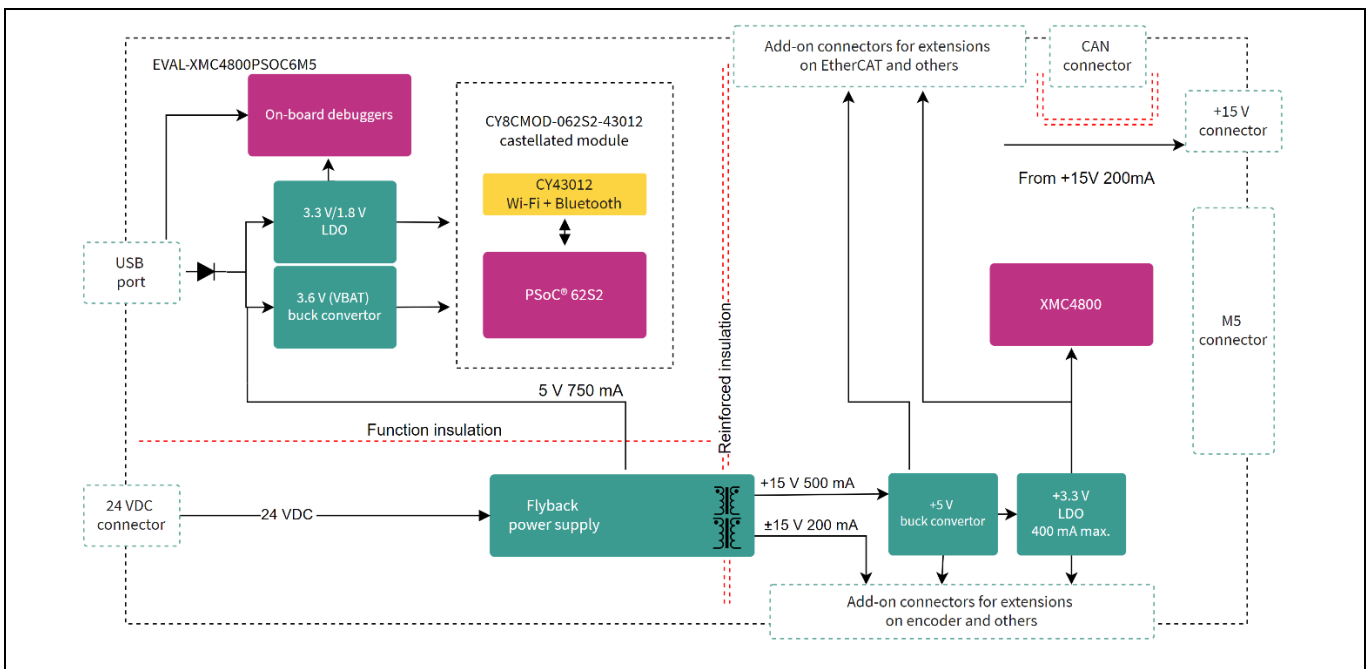 Add-on connectors for extensions
on EtherCAT and others
CAN
connector
EVAL-XMC4800PSOC6M5
On-board debuggers
CY8CMOD-062S2-43012
castellated module
+15 V
connector
From +15V 200mA
CY43012
Wi-Fi + Bluetooth
3.3 V/1.8 V
LDO
USB
port
PSoC® 62S2
3.6 V (VBAT)
buck convertor
XMC4800
M5
connector
Reinforced insulation
5 V 750 mA
Function insulation
24 VDC
connector
24 VDC
Flyback
power supply
+15 V 500 mA
±15 V 200 mA
+5 V
buck convertor
+3.3 V
LDO
400 mA max.
Add-on connectors for extensions
on encoder and others